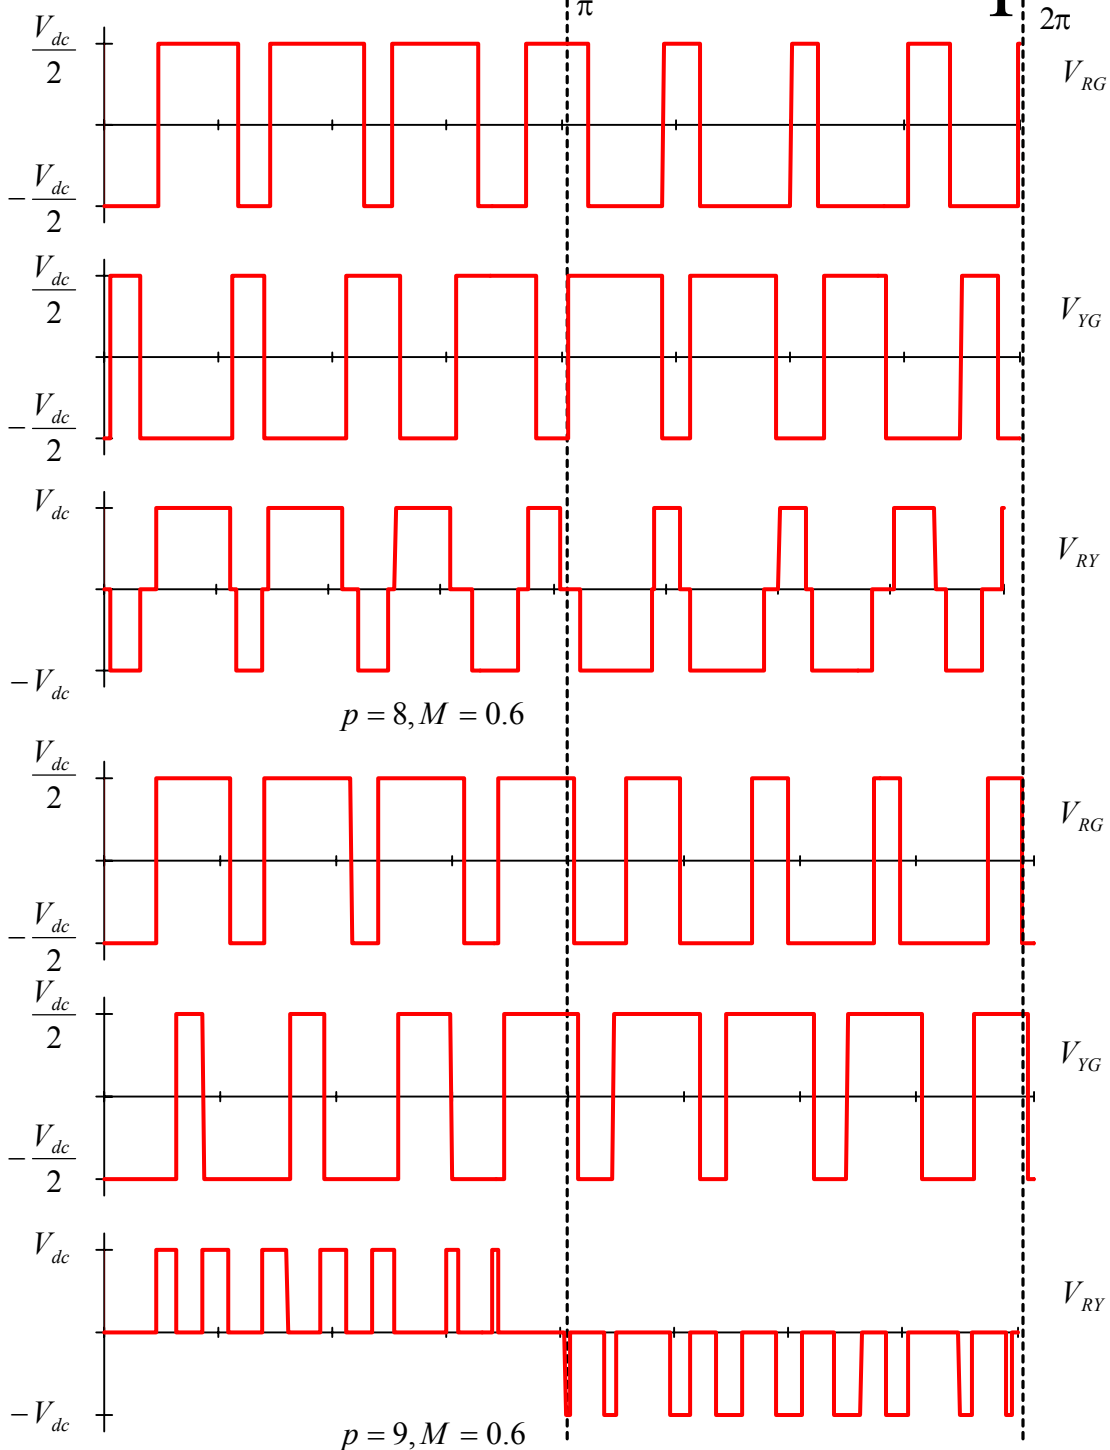 π
2π
V_dc/2
V_RG
-V_dc/2
V_dc/2
V_YG
-V_dc/2
V_dc
V_RY
-V_dc
p = 8, M = 0.6
V_dc/2
V_RG
-V_dc/2
V_dc/2
V_YG
-V_dc/2
V_dc
V_RY
-V_dc
p = 9, M = 0.6